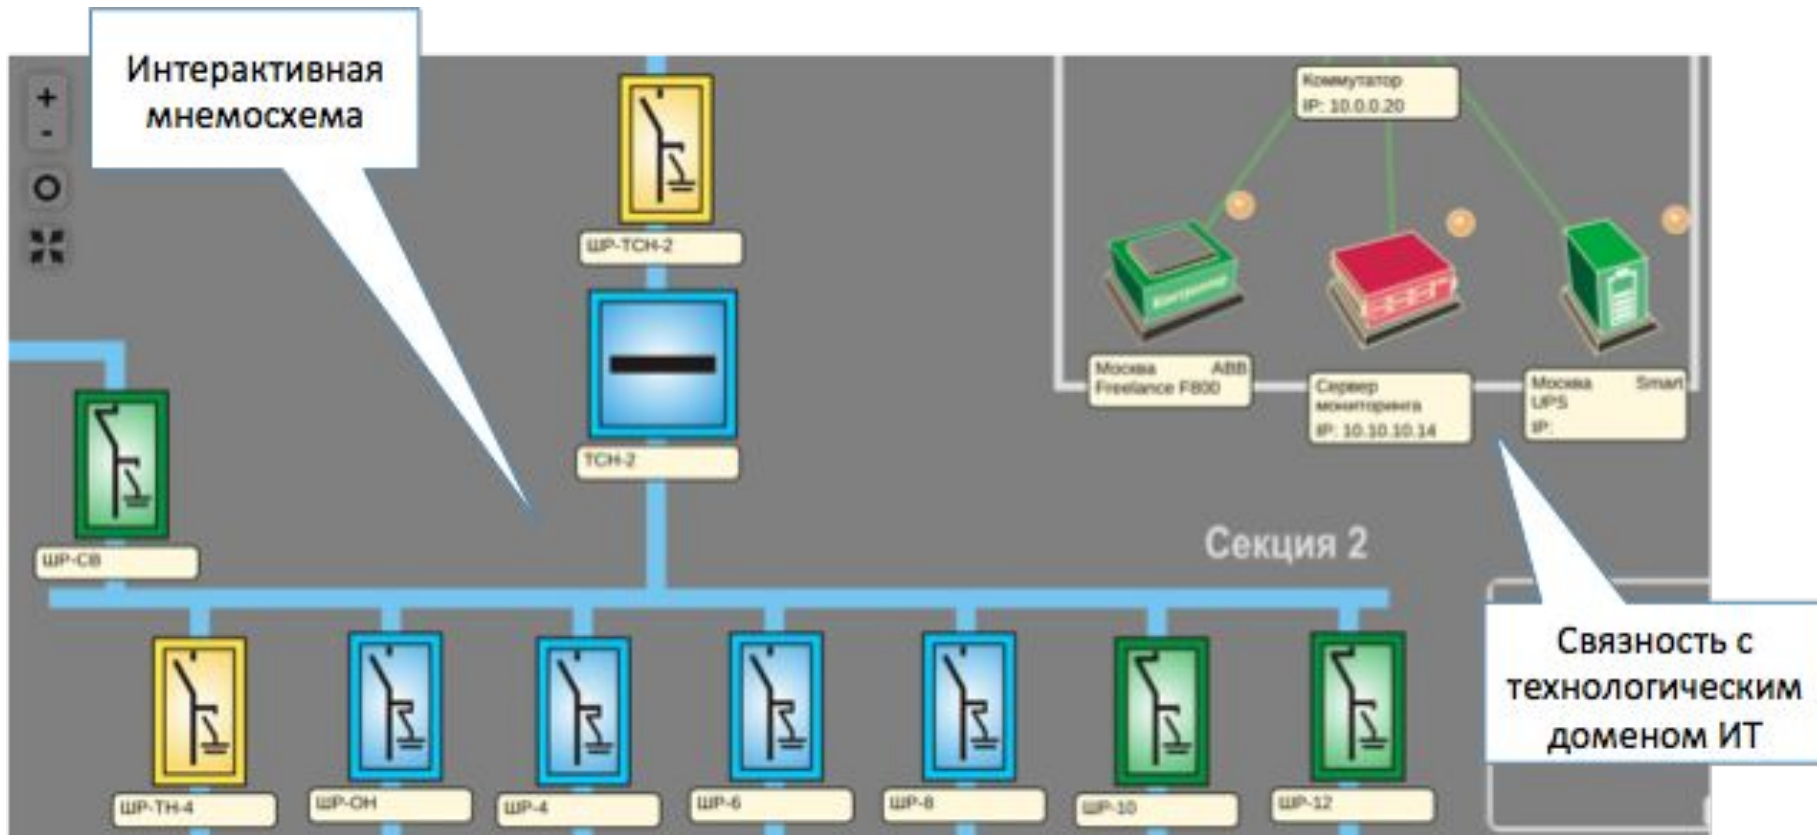 Интерактивная
мнемосхема
+
-
Коммутатор
IP: 10.0.0.20
ШР-ТСН-2
Контроллер
Москва ABB
Freelance F800
Сервер
мониторинга
IP: 10.10.10.14
Москва Smart
UPS
IP:
ТСН-2
ШР-СВ
Секция 2
Связность с
технологическим
доменом ИТ
ШР-ТН-4
ШР-ОН
ШР-4
ШР-6
ШР-8
ШР-10
ШР-12